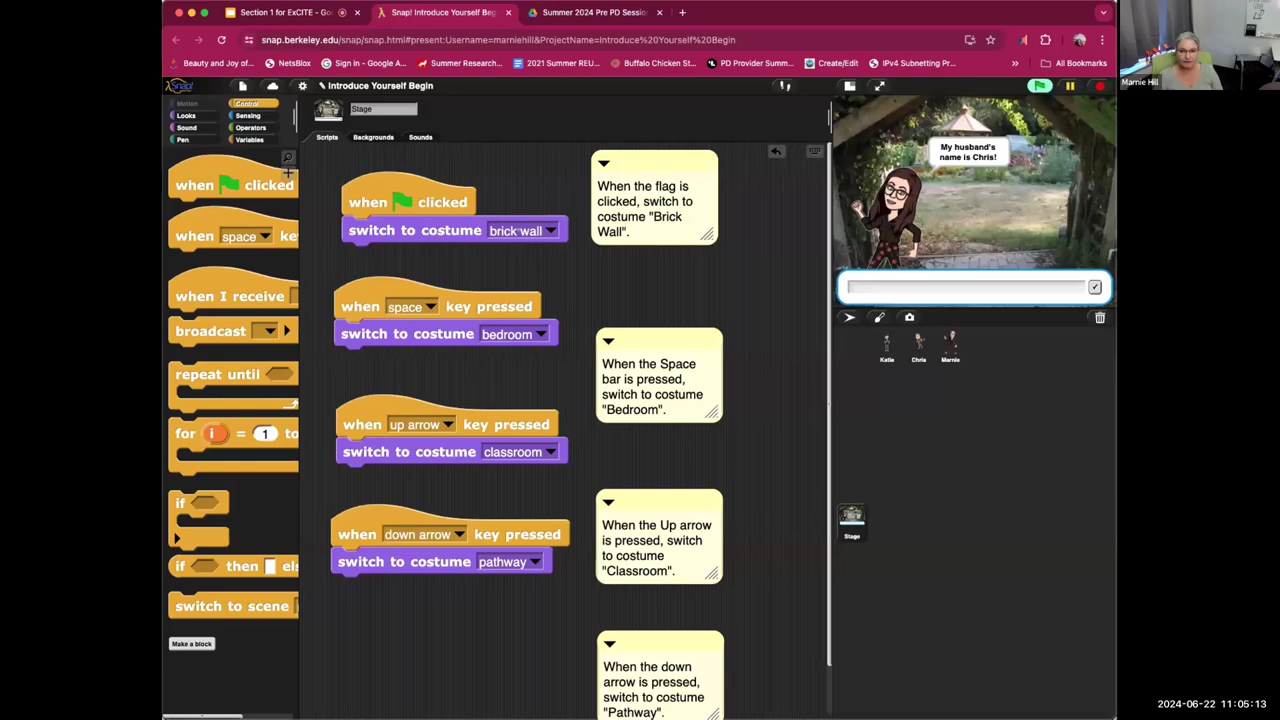 Section 1 for ExCITE - Goo
Snap! Introduce Yourself Beg
Summer 2024 Pre PD Sessio
snap.berkeley.edu/snap/snap.html#present:Username=marniehill&ProjectName=Introduce%20Yourself%20Begin
Beauty and Joy of...
NetsBlox
Sign in - Google A...
Summer Research...
2021 Summer REU...
Buffalo Chicken St...
PD Provider Summ...
Create/Edit
IPv4 Subnetting Pr...
»
All Bookmarks
Marnie Hill
Snap!
Introduce Yourself Begin
Motion
Control
Looks
Sensing
Sound
Operators
Pen
Variables
Stage
Scripts
Backgrounds
Sounds
when clicked
when space ke
when I receive
broadcast
repeat until
for i = 1 to
if
if then els
switch to scene
Make a block
when clicked
switch to costume brick wall
when space key pressed
switch to costume bedroom
when up arrow key pressed
switch to costume classroom
when down arrow key pressed
switch to costume pathway
When the flag is
clicked, switch to
costume "Brick
Wall".
When the Space
bar is pressed,
switch to costume
"Bedroom".
When the Up arrow
is pressed, switch
to costume
"Classroom".
When the down
arrow is pressed,
switch to costume
"Pathway".
My husband's
name is Chris!
Katie
Chris
Marnie
Stage
2024-06-22 11:05:13